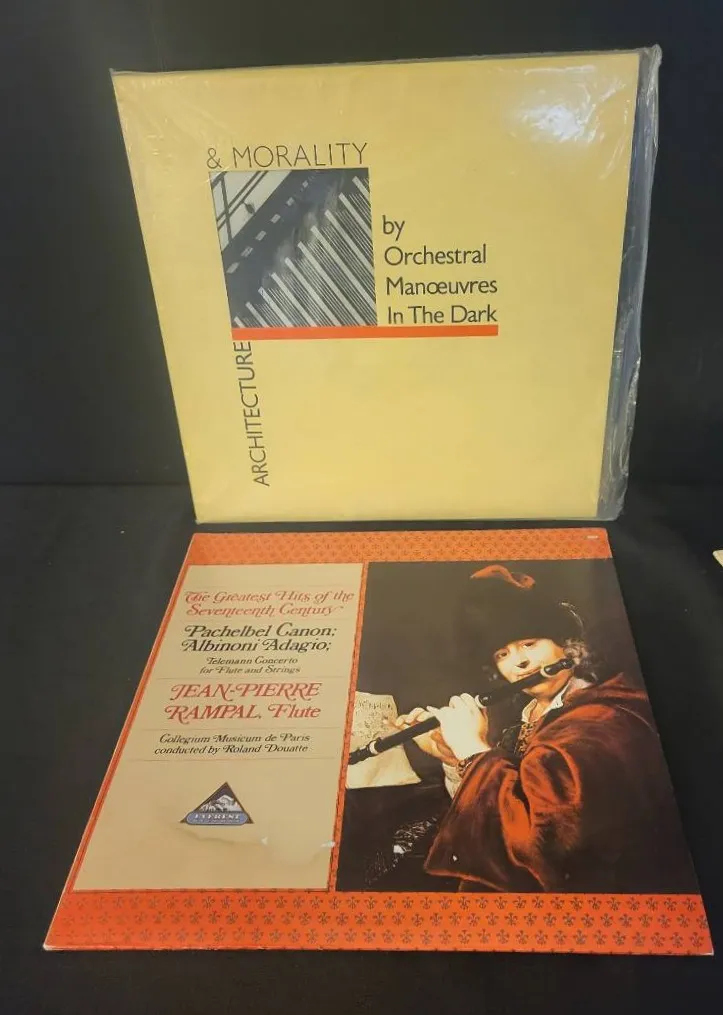 & MORALITY
by
Orchestral
Manœuvres
In The Dark
ARCHITECTURE
The Greatest Hits of the
Seventeenth Century
Pachelbel Canon;
Albinoni Adagio;
Telemann Concerto
for Flute and Strings
JEAN-PIERRE
RAMPAL, Flute
Collegium Musicum de Paris
conducted by Roland Douatte
EVEREST